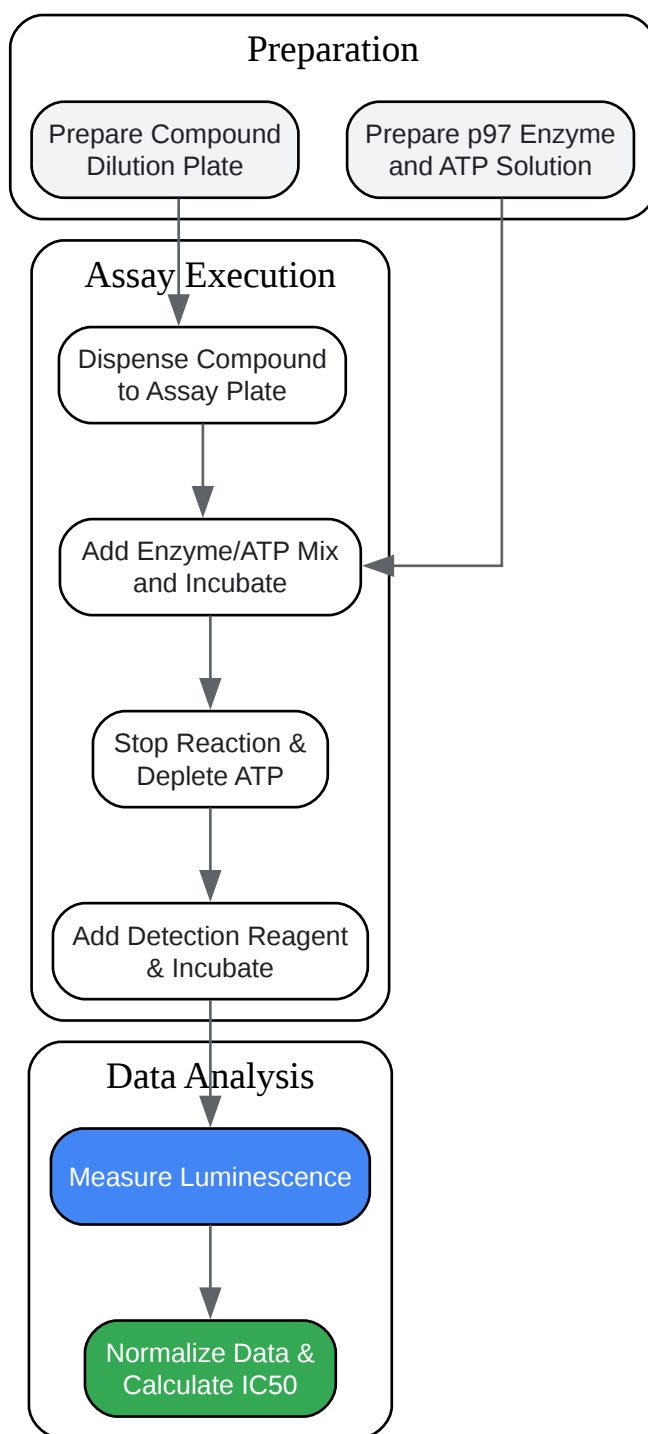 Preparation
Prepare Compound
Dilution Plate
Prepare p97 Enzyme
and ATP Solution
Assay Execution
Dispense Compound
to Assay Plate
Add Enzyme/ATP Mix
and Incubate
Stop Reaction &
Deplete ATP
Add Detection Reagent
& Incubate
Data Analysis
Measure Luminescence
Normalize Data &
Calculate IC50